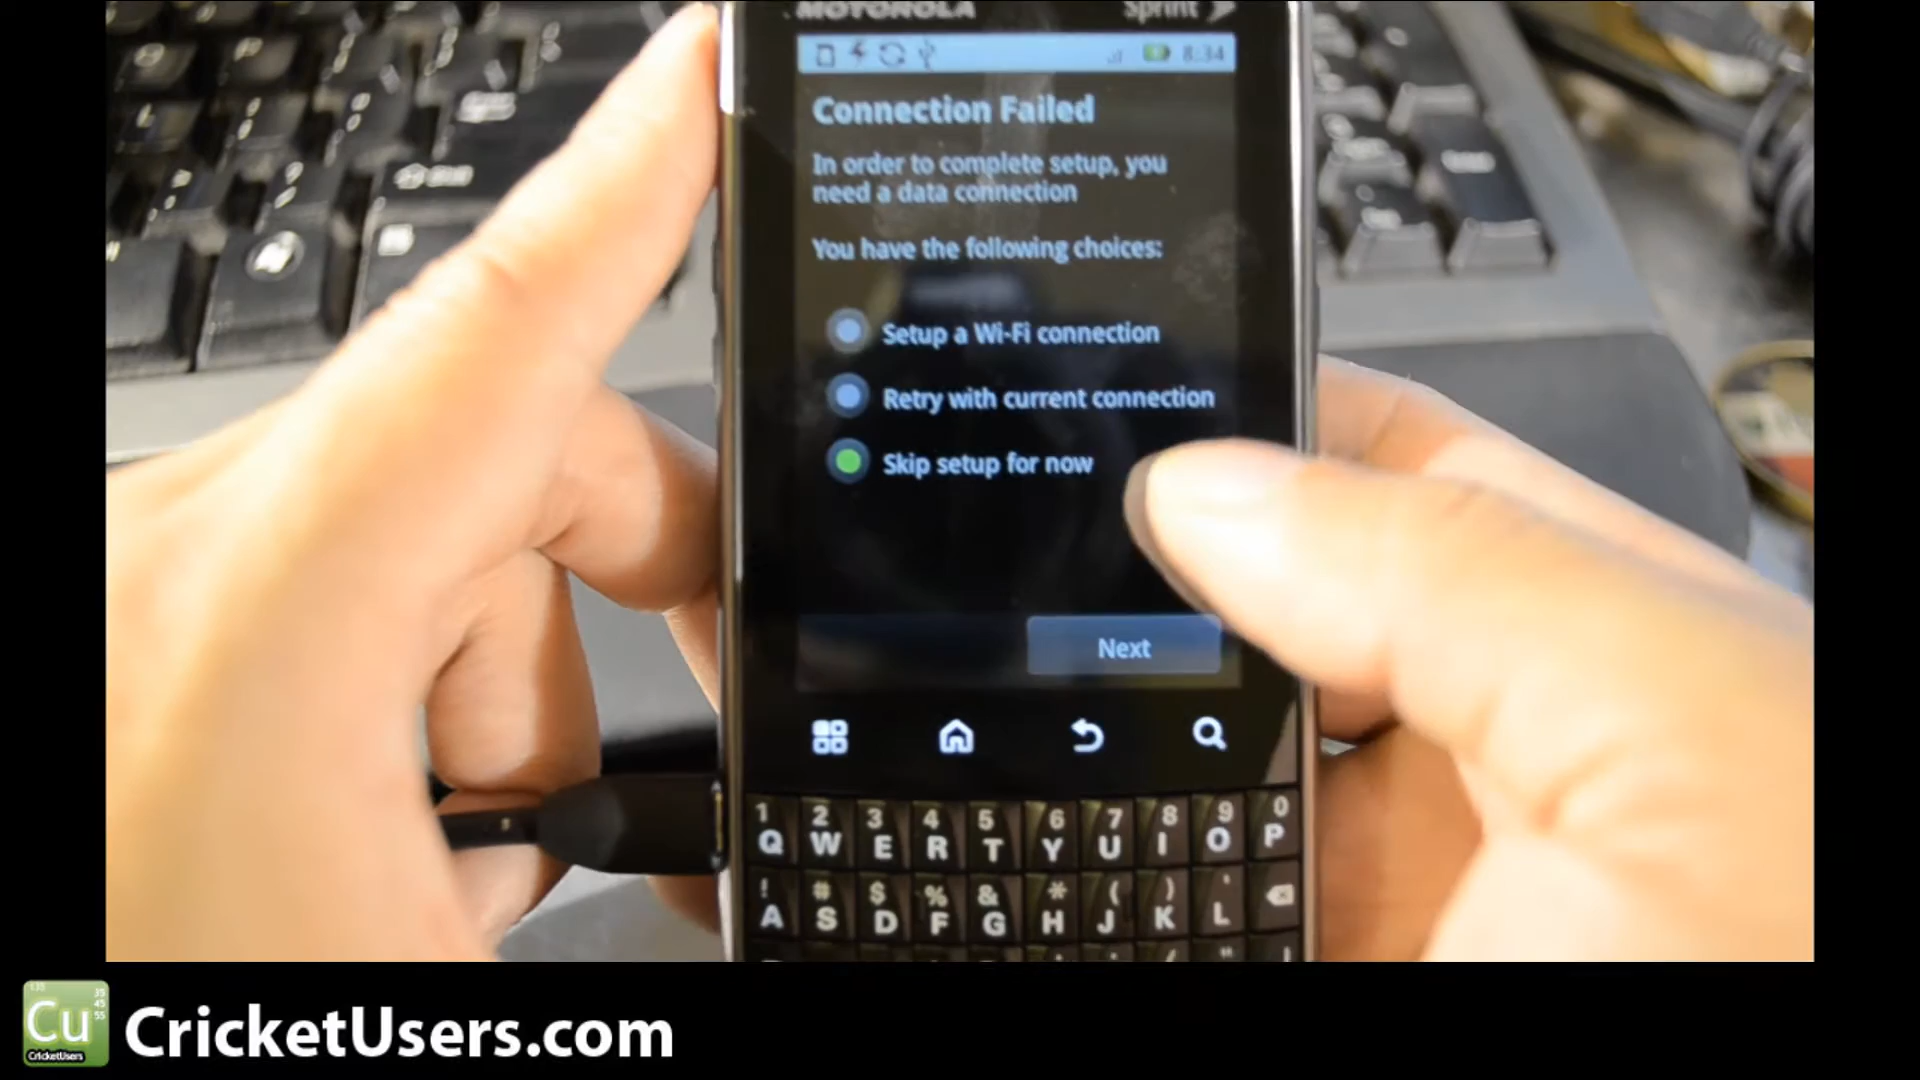 MOTOROLA Sprint
8:34
Connection Failed
In order to complete setup, you
need a data connection
You have the following choices:
Setup a Wi-Fi connection
Retry with current connection
Skip setup for now
Next
1 2 3 4 5 6 7 8 9 0
Q W E R T Y U I O P
! # $ % & * ( ) '
A S D F G H J K L
Cu
CricketUsers
CricketUsers.com